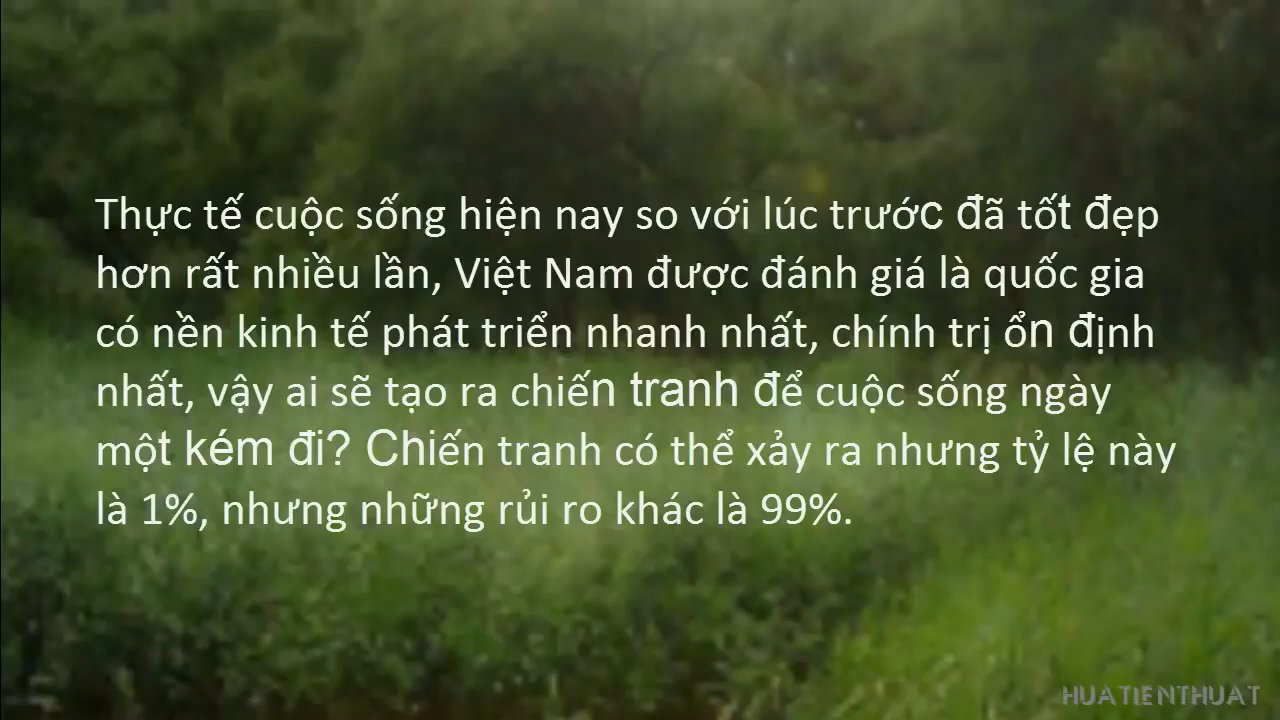 Thực tế cuộc sống hiện nay so với lúc trước đã tốt đẹp
hơn rất nhiều lần, Việt Nam được đánh giá là quốc gia
có nền kinh tế phát triển nhanh nhất, chính trị ổn định
nhất, vậy ai sẽ tạo ra chiến tranh để cuộc sống ngày
một kém đi? Chiến tranh có thể xảy ra nhưng tỷ lệ này
là 1%, nhưng những rủi ro khác là 99%.
HUATIENTHUAT